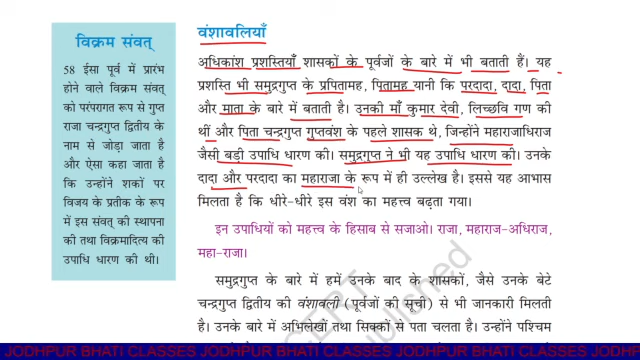 विक्रम संवत्
58 ईसा पूर्व में प्रारंभ
होने वाले विक्रम संवत्
को परंपरागत रूप से गुप्त
राजा चन्द्रगुप्त द्वितीय के
नाम से जोड़ा जाता है
और ऐसा कहा जाता है
कि उन्होंने शकों पर
विजय के प्रतीक के रूप
में इस संवत् की स्थापना
की तथा विक्रमादित्य की
उपाधि धारण की थी।
वंशावलियाँ
अधिकांश प्रशस्तियाँ शासकों के पूर्वजों के बारे में भी बताती हैं। यह
प्रशस्ति भी समुद्रगुप्त के प्रपितामह, पितामह यानी कि परदादा, दादा, पिता
और माता के बारे में बताती है। उनकी माँ कुमार देवी, लिच्छवि गण की
थीं और पिता चन्द्रगुप्त गुप्तवंश के पहले शासक थे, जिन्होंने महाराजाधिराज
जैसी बड़ी उपाधि धारण की। समुद्रगुप्त ने भी यह उपाधि धारण की। उनके
दादा और परदादा का महाराजा के रूप में ही उल्लेख है। इससे यह आभास
मिलता है कि धीरे-धीरे इस वंश का महत्त्व बढ़ता गया।
इन उपाधियों को महत्त्व के हिसाब से सजाओ। राजा, महाराज-अधिराज,
महा-राजा।
समुद्रगुप्त के बारे में हमें उनके बाद के शासकों, जैसे उनके बेटे
चन्द्रगुप्त द्वितीय की वंशावली (पूर्वजों की सूची) से भी जानकारी मिलती
है। उनके बारे में अभिलेखों तथा सिक्कों से पता चलता है। उन्होंने पश्चिम
JODHPUR BHATI CLASSES JODHPUR BHATI CLASSES JODHPUR BHATI CLASSES JODHPUR